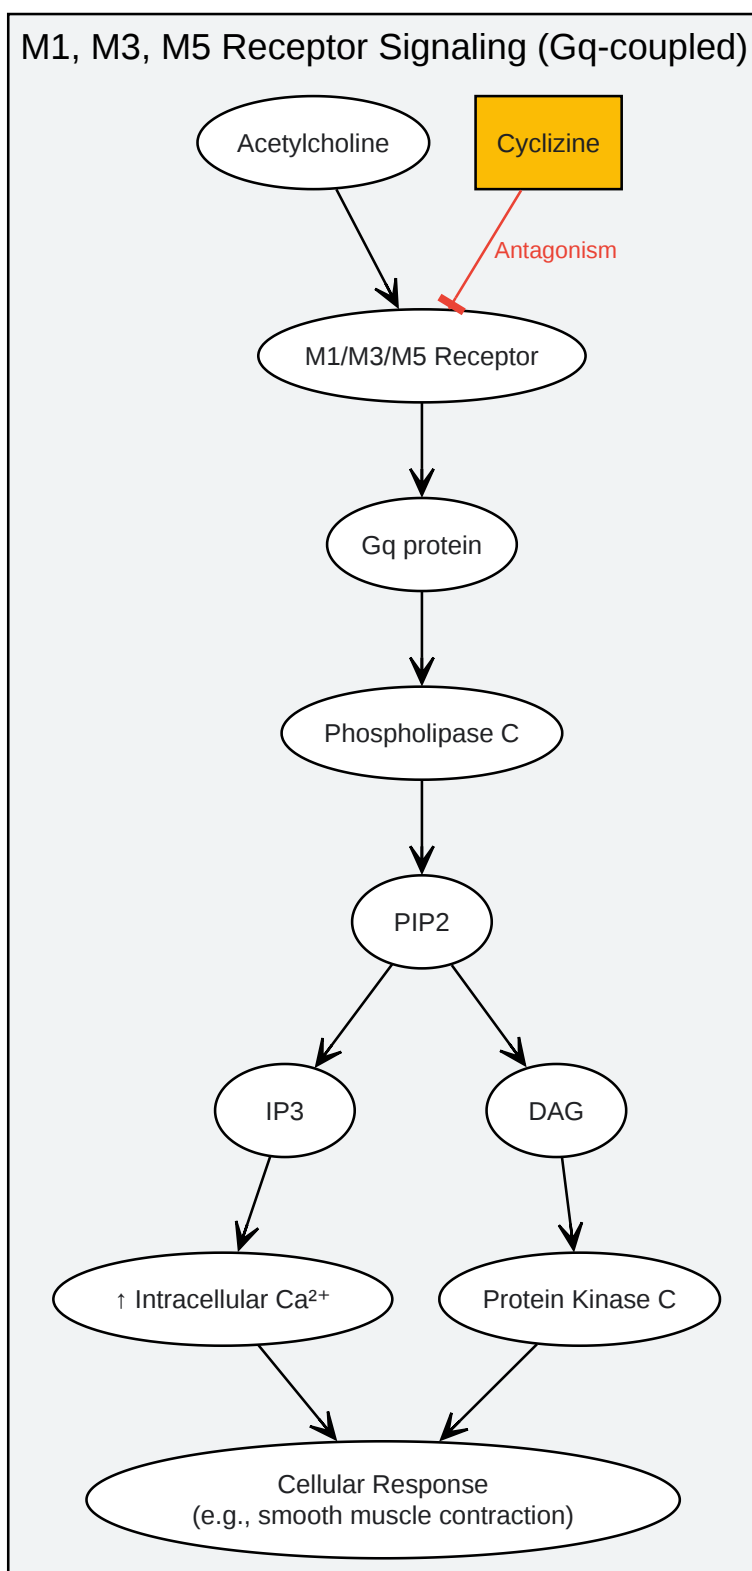 M1, M3, M5 Receptor Signaling (Gq-coupled)
Acetylcholine
Cyclizine
Antagonism
M1/M3/M5 Receptor
Gq protein
Phospholipase C
PIP2
IP3
DAG
↑ Intracellular Ca²⁺
Protein Kinase C
Cellular Response
(e.g., smooth muscle contraction)